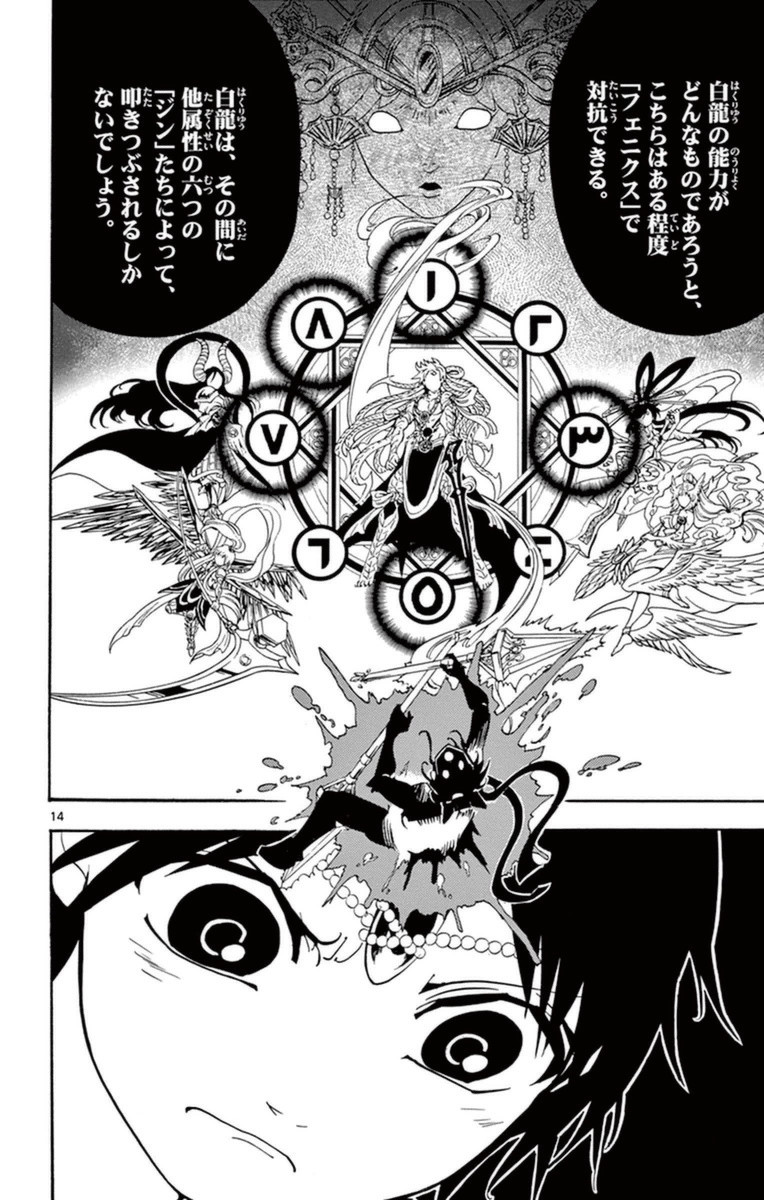 白龍の能力が
どんなものであろうと、
こちらはある程度
「フェニクス」で
対抗できる。
白龍は、その間に
他属性の六つの
「ジン」たちによって、
叩きつぶされるしか
ないでしょう。
14